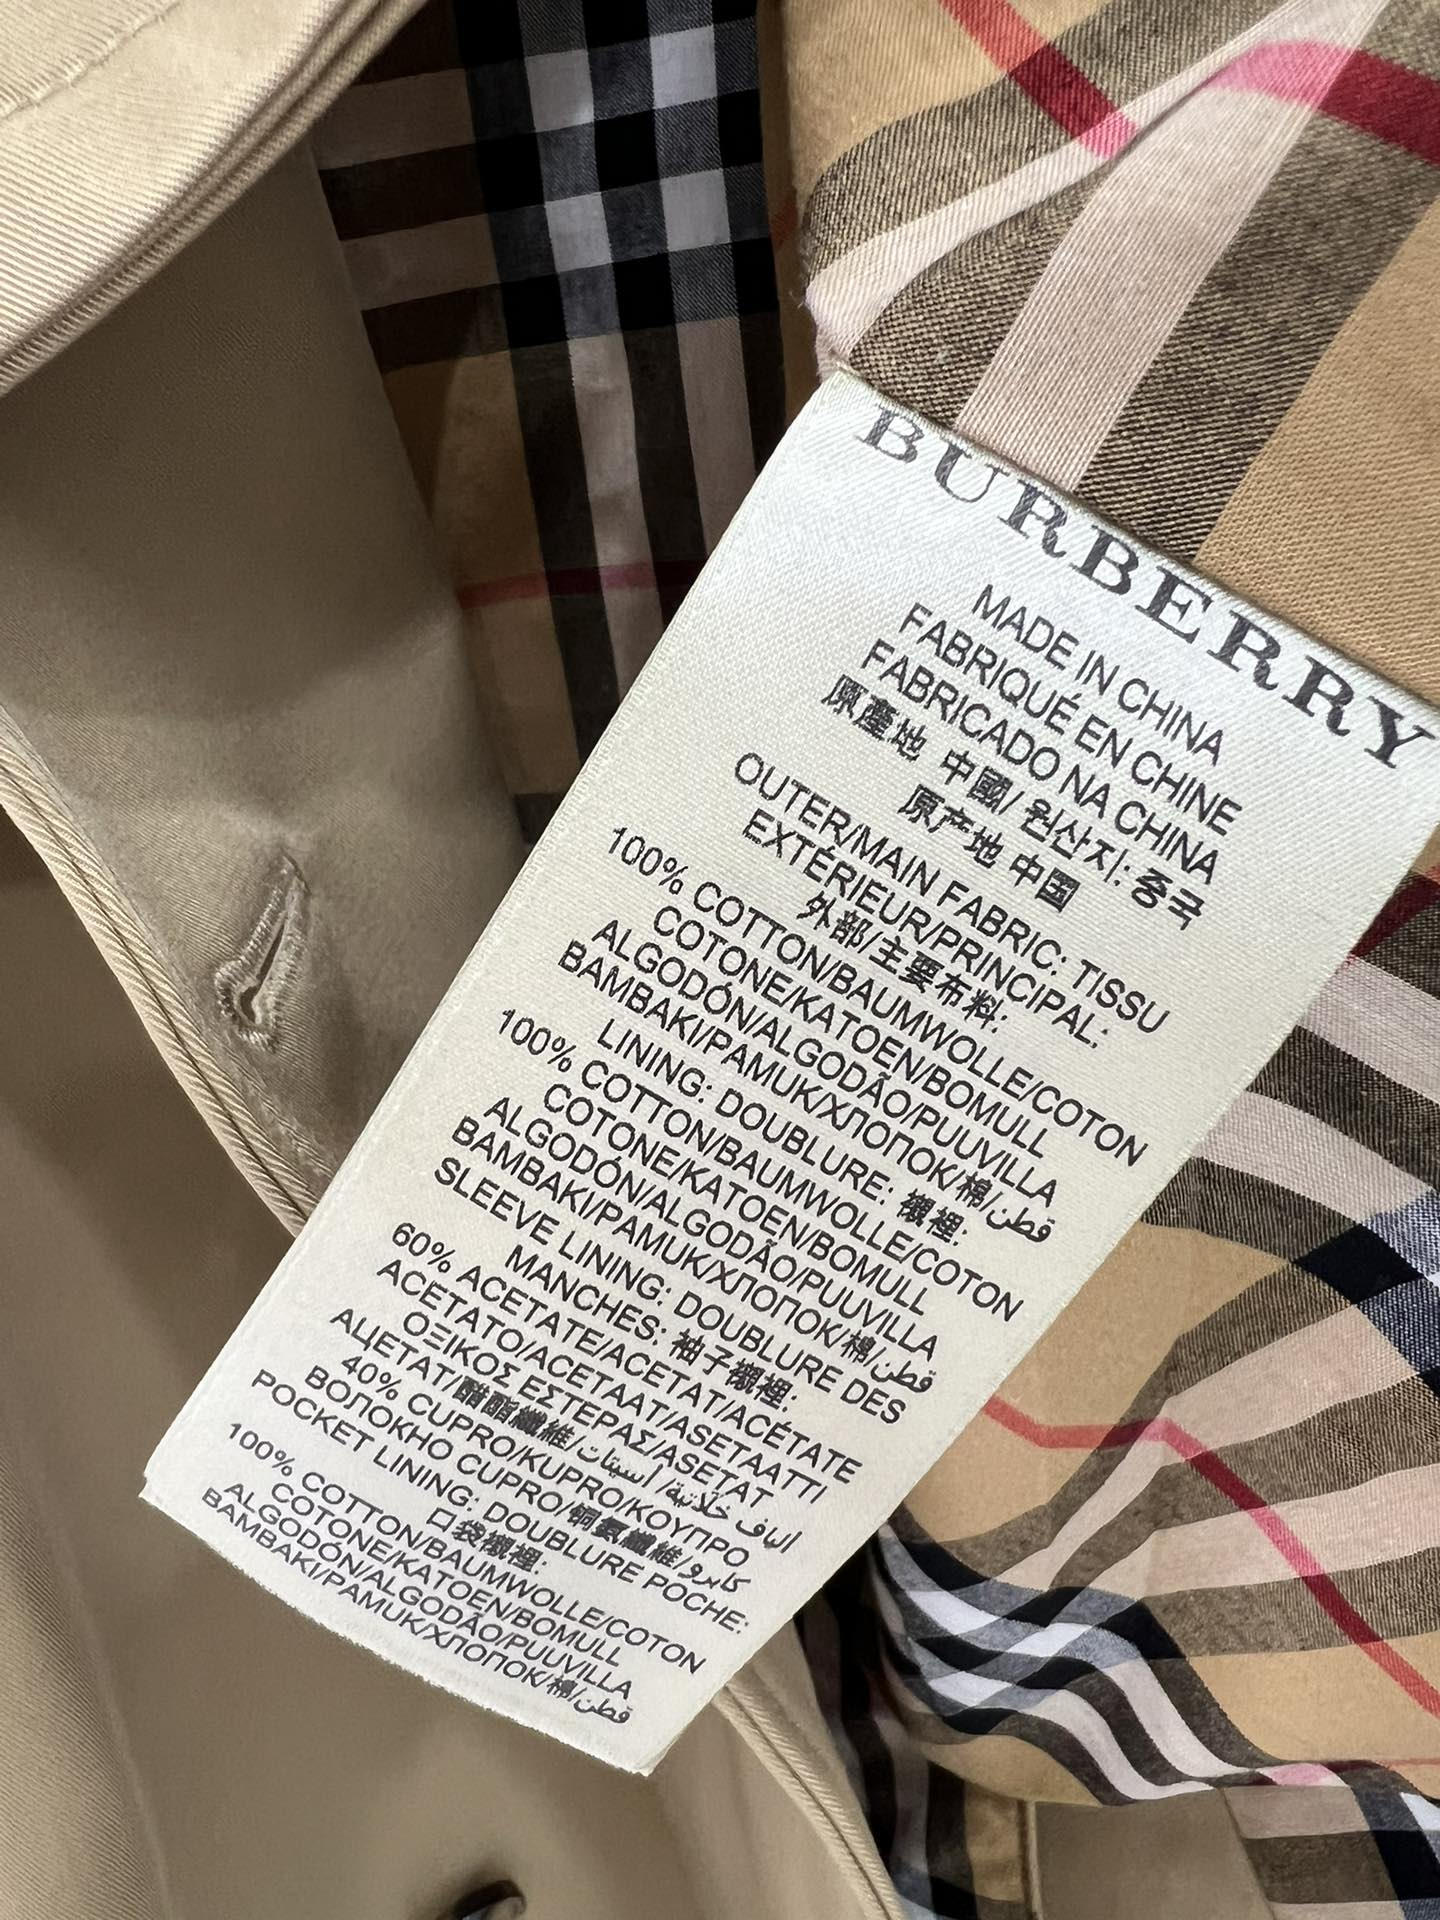 BURBERRY
MADE IN CHINA
FABRIQUÉ EN CHINE
FABRICADO NA CHINA
原產地 中國/ 원산지: 중국
原产地 中国
OUTER/MAIN FABRIC: TISSU
EXTÉRIEUR/PRINCIPAL:
外部/主要布料:
100% COTTON/BAUMWOLLE/COTON
COTONE/KATOEN/BOMULL
ALGODÓN/ALGODÃO/PUUVILLA
BAMBAKI/PAMUK/ХЛОПОК/棉/قطن
LINING: DOUBLURE: 襯裡:
100% COTTON/BAUMWOLLE/COTON
COTONE/KATOEN/BOMULL
ALGODÓN/ALGODÃO/PUUVILLA
BAMBAKI/PAMUK/ХЛОПОК/棉/قطن
SLEEVE LINING: DOUBLURE DES
MANCHES: 袖子襯裡:
60% ACETATE/ACETAT/ACÉTATE
ACETATO/ACETAAT/ASETAATTI
ΟΞΙΚΟΣ ΕΣΤΕΡΑΣ/ASETAT
АЦЕТАТ/醋酯纖維/أسيتات/ألياف خلّاتية
40% CUPRO/KUPRO/ΚΟΥΠΡΟ
ВОЛОКНО CUPRO/銅氨纖維/كابرو
POCKET LINING: DOUBLURE POCHE:
口袋襯裡:
100% COTTON/BAUMWOLLE/COTON
COTONE/KATOEN/BOMULL
ALGODÓN/ALGODÃO/PUUVILLA
BAMBAKI/PAMUK/ХЛОПОК/棉/قطن